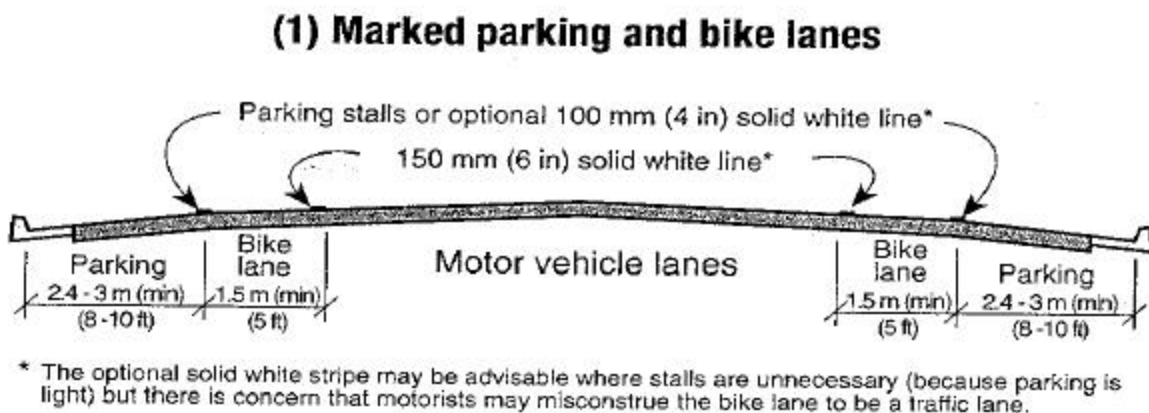 (1) Marked parking and bike lanes
Parking stalls or optional 100 mm (4 in) solid white line*
150 mm (6 in) solid white line*
Parking
2.4 - 3 m (min)
(8 -10 ft)
Bike
lane
1.5 m (min)
(5 ft)
Motor vehicle lanes
Bike
lane
1.5 m (min)
(5 ft)
Parking
2.4 - 3 m (min)
(8 -10 ft)
* The optional solid white stripe may be advisable where stalls are unnecessary (because parking is
light) but there is concern that motorists may misconstrue the bike lane to be a traffic lane.